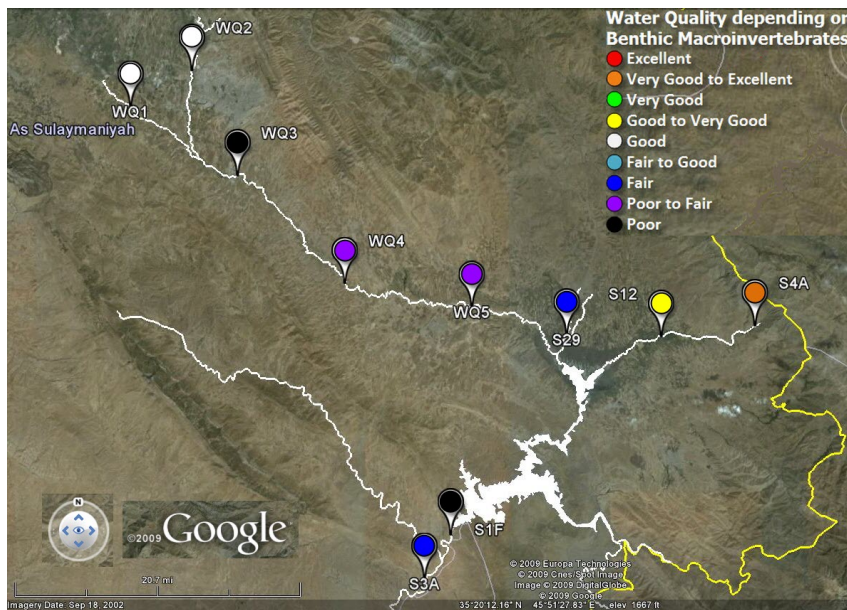 Water Quality depending on
Benthic Macroinvertebrates
Excellent
Very Good to Excellent
Very Good
Good to Very Good
Good
Fair to Good
Fair
Poor to Fair
Poor
WQ2
WQ1
As Sulaymaniyah
WQ3
WQ4
WQ5
S29
S12
S4A
S1F
S3A
N
©2009 Google
20.7 mi
© 2009 Europa Technologies
© 2009 Cnes/Spot Image
Image © 2009 DigitalGlobe
© 2009 Google
Imagery Date: Sep 18, 2002
35°20'12.16" N 45°51'27.83" E elev 1667 ft